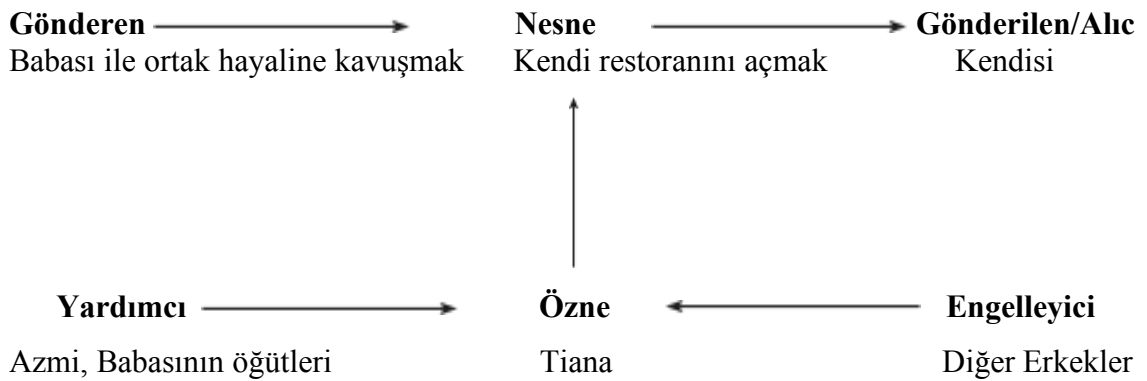 Gönderen Nesne Gönderilen/Alıc
Babası ile ortak hayaline kavuşmak Kendi restoranını açmak Kendisi
Yardımcı Özne Engelleyici
Azmi, Babasının öğütleri Tiana Diğer Erkekler